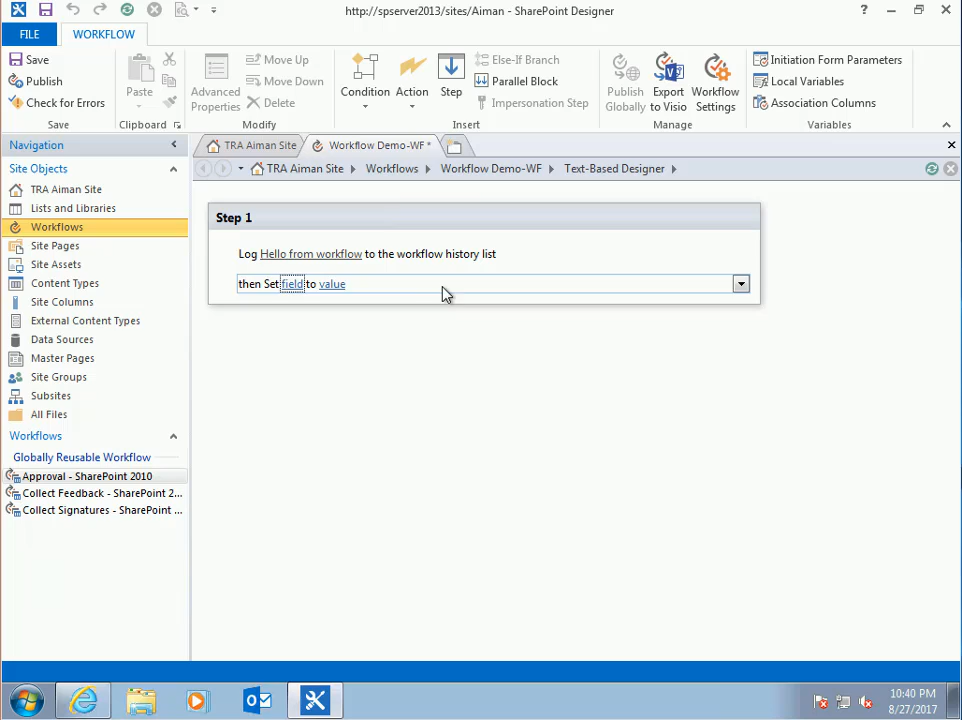 http://spserver2013/sites/Aiman - SharePoint Designer
?
FILE
WORKFLOW
Save
Publish
Check for Errors
Save
Paste
Clipboard
Advanced
Properties
Move Up
Move Down
Delete
Modify
Condition
Action
Step
Else-If Branch
Parallel Block
Impersonation Step
Insert
Publish
Globally
Export
to Visio
Workflow
Settings
Manage
Initiation Form Parameters
Local Variables
Association Columns
Variables
Navigation
TRA Aiman Site
Workflow Demo-WF *
Site Objects
TRA Aiman Site
Workflows
Workflow Demo-WF
Text-Based Designer
TRA Aiman Site
Lists and Libraries
Workflows
Site Pages
Site Assets
Content Types
Site Columns
External Content Types
Data Sources
Master Pages
Site Groups
Subsites
All Files
Workflows
Globally Reusable Workflow
Approval - SharePoint 2010
Collect Feedback - SharePoint 2...
Collect Signatures - SharePoint ...
Step 1
Log Hello from workflow to the workflow history list
then Set field to value
10:40 PM
8/27/2017